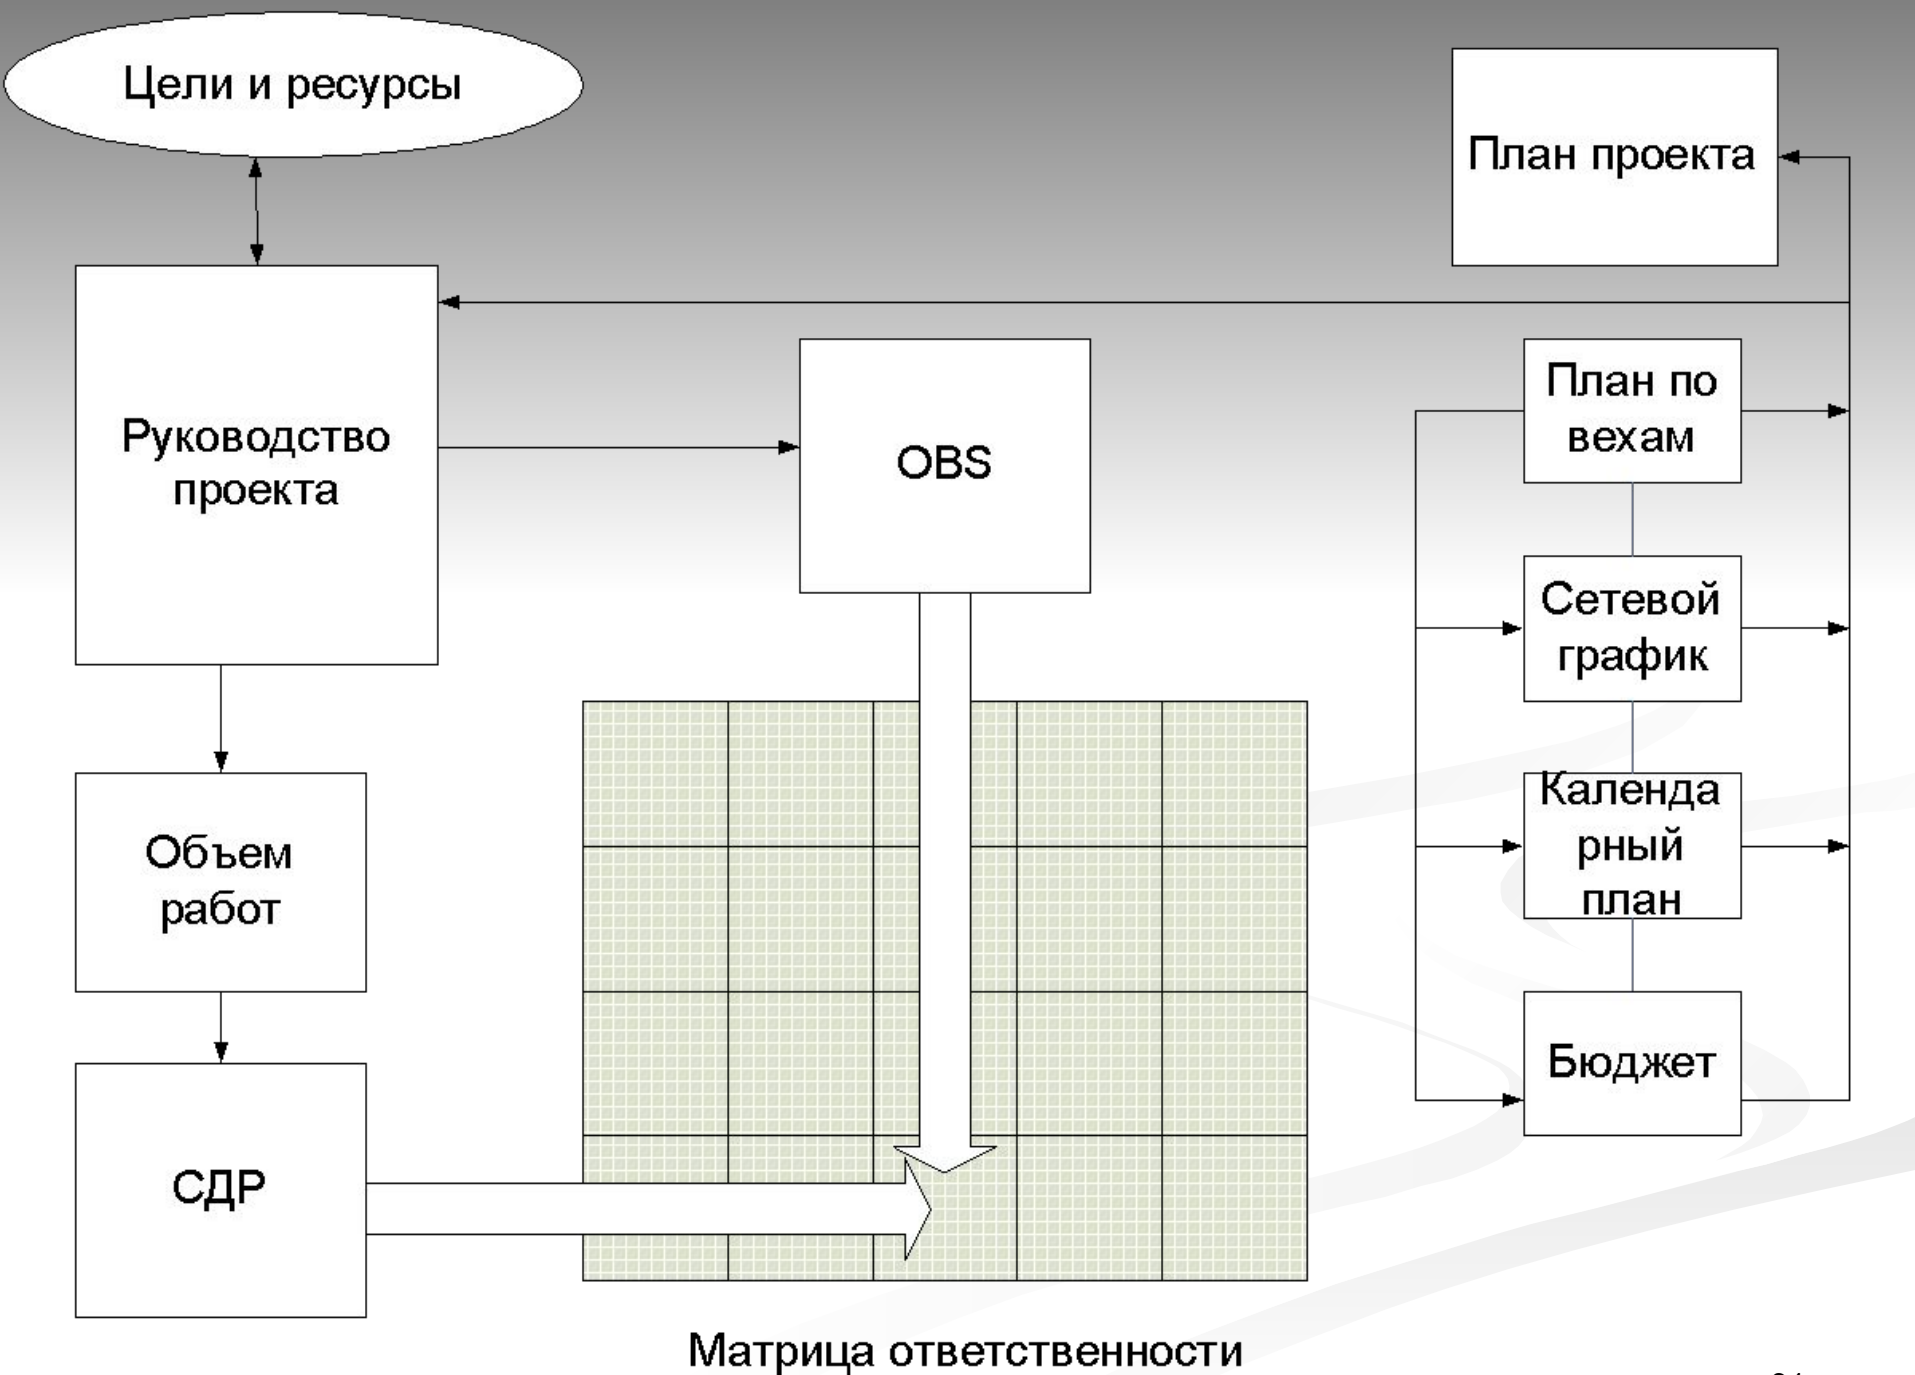 Цели и ресурсы
План проекта
Руководство
проекта
OBS
План по
вехам
Сетевой
график
Объем
работ
Календа
рный
план
СДР
Бюджет
Матрица ответственности